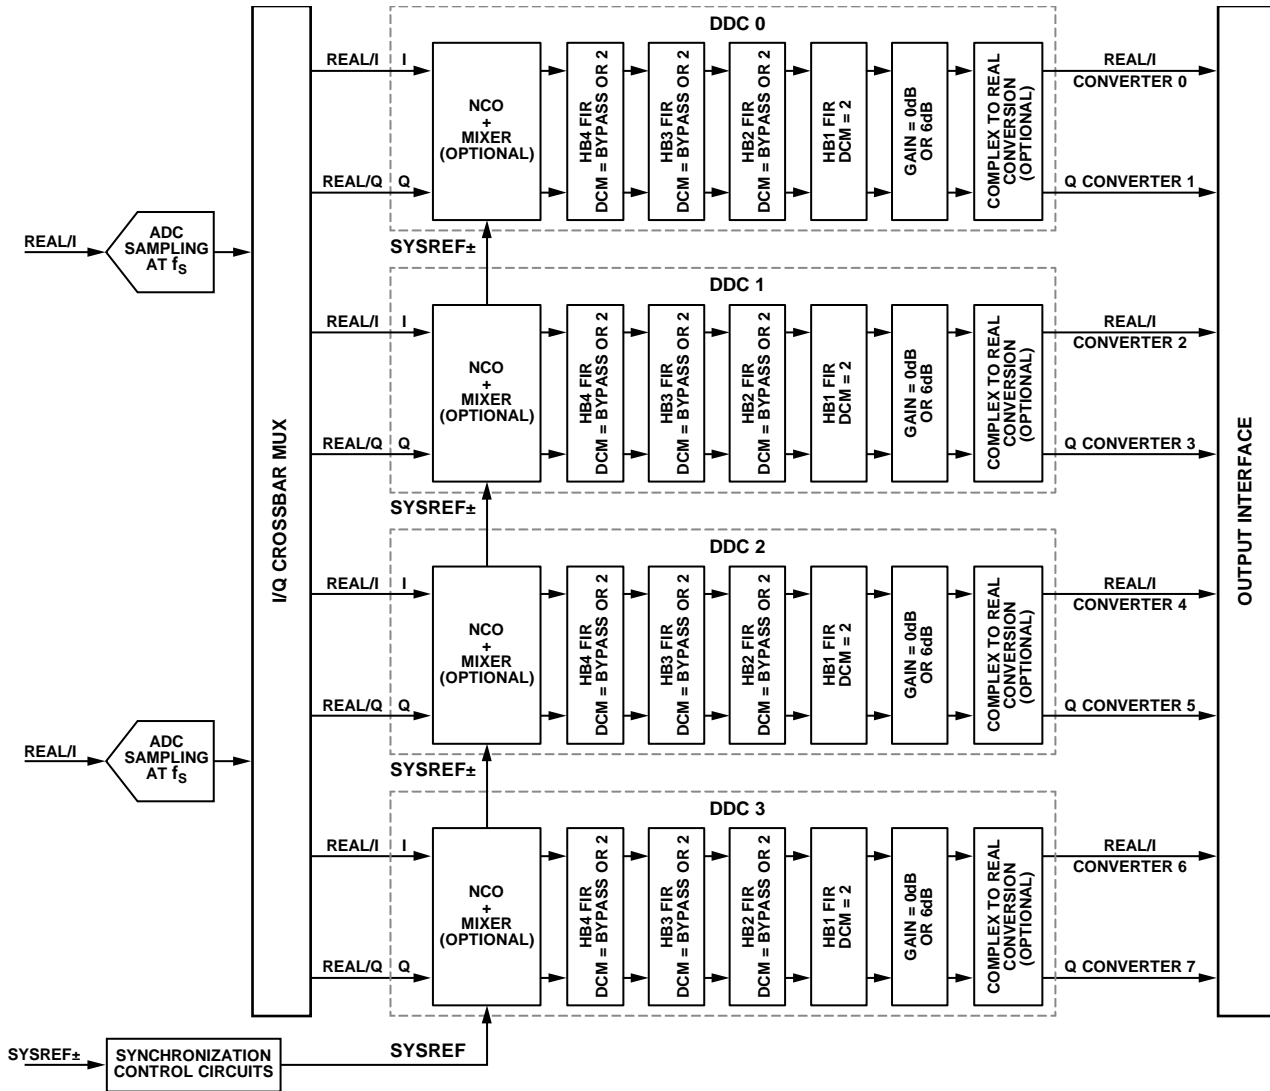 DDC 0
REAL/I I
NCO
+
MIXER
(OPTIONAL)
HB4 FIR
DCM = BYPASS OR 2
HB3 FIR
DCM = BYPASS OR 2
HB2 FIR
DCM = BYPASS OR 2
HB1 FIR
DCM = 2
GAIN = 0dB
OR 6dB
COMPLEX TO REAL
CONVERSION
(OPTIONAL)
REAL/I
CONVERTER 0
REAL/Q Q
Q CONVERTER 1
REAL/I
ADC
SAMPLING
AT fS
SYSREF±
DDC 1
REAL/I I
NCO
+
MIXER
(OPTIONAL)
HB4 FIR
DCM = BYPASS OR 2
HB3 FIR
DCM = BYPASS OR 2
HB2 FIR
DCM = BYPASS OR 2
HB1 FIR
DCM = 2
GAIN = 0dB
OR 6dB
COMPLEX TO REAL
CONVERSION
(OPTIONAL)
REAL/I
CONVERTER 2
REAL/Q Q
Q CONVERTER 3
I/Q CROSSBAR MUX
OUTPUT INTERFACE
SYSREF±
DDC 2
REAL/I I
NCO
+
MIXER
(OPTIONAL)
HB4 FIR
DCM = BYPASS OR 2
HB3 FIR
DCM = BYPASS OR 2
HB2 FIR
DCM = BYPASS OR 2
HB1 FIR
DCM = 2
GAIN = 0dB
OR 6dB
COMPLEX TO REAL
CONVERSION
(OPTIONAL)
REAL/I
CONVERTER 4
REAL/Q Q
Q CONVERTER 5
REAL/I
ADC
SAMPLING
AT fS
SYSREF±
DDC 3
REAL/I I
NCO
+
MIXER
(OPTIONAL)
HB4 FIR
DCM = BYPASS OR 2
HB3 FIR
DCM = BYPASS OR 2
HB2 FIR
DCM = BYPASS OR 2
HB1 FIR
DCM = 2
GAIN = 0dB
OR 6dB
COMPLEX TO REAL
CONVERSION
(OPTIONAL)
REAL/I
CONVERTER 6
REAL/Q Q
Q CONVERTER 7
SYSREF±
SYNCHRONIZATION
CONTROL CIRCUITS
SYSREF